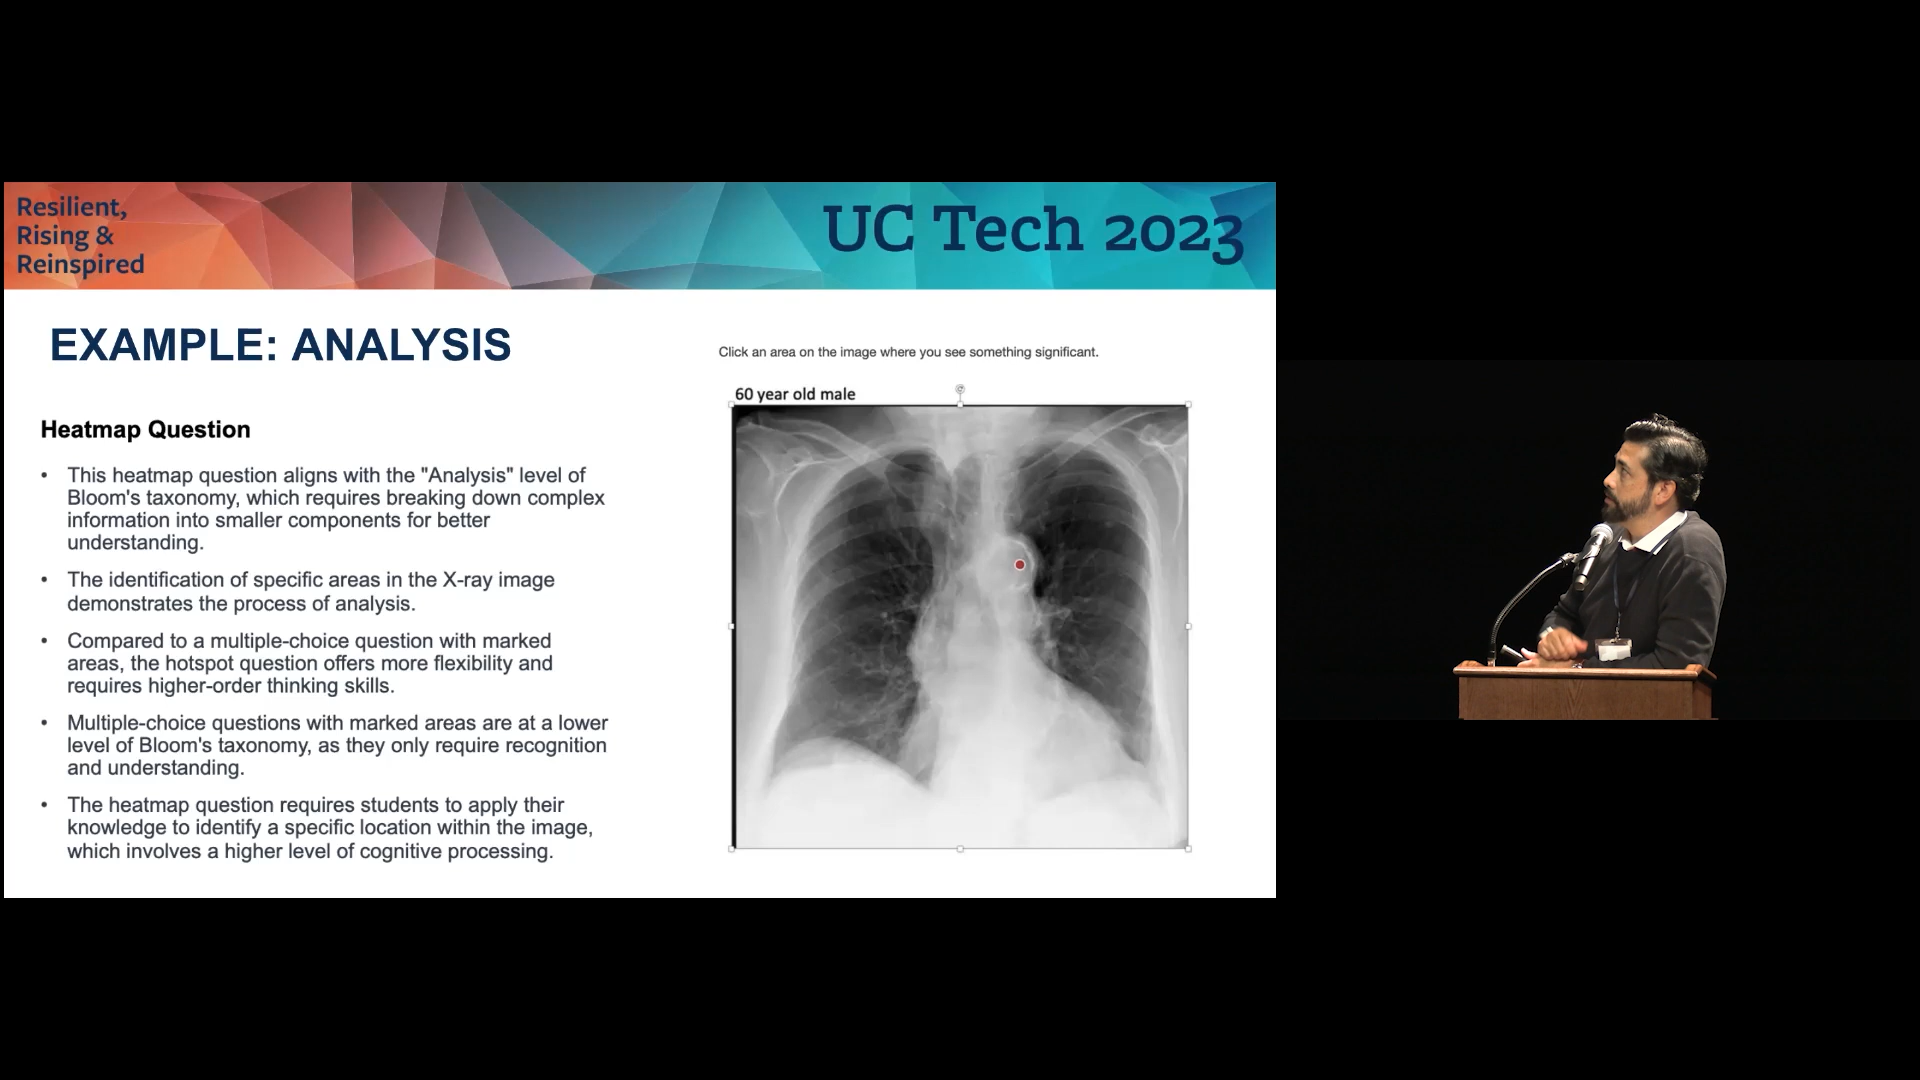 Resilient,
Rising &
Reinspired
UC Tech 2023
EXAMPLE: ANALYSIS
Heatmap Question
• This heatmap question aligns with the "Analysis" level of
Bloom's taxonomy, which requires breaking down complex
information into smaller components for better
understanding.
• The identification of specific areas in the X-ray image
demonstrates the process of analysis.
• Compared to a multiple-choice question with marked
areas, the hotspot question offers more flexibility and
requires higher-order thinking skills.
• Multiple-choice questions with marked areas are at a lower
level of Bloom's taxonomy, as they only require recognition
and understanding.
• The heatmap question requires students to apply their
knowledge to identify a specific location within the image,
which involves a higher level of cognitive processing.
Click an area on the image where you see something significant.
60 year old male